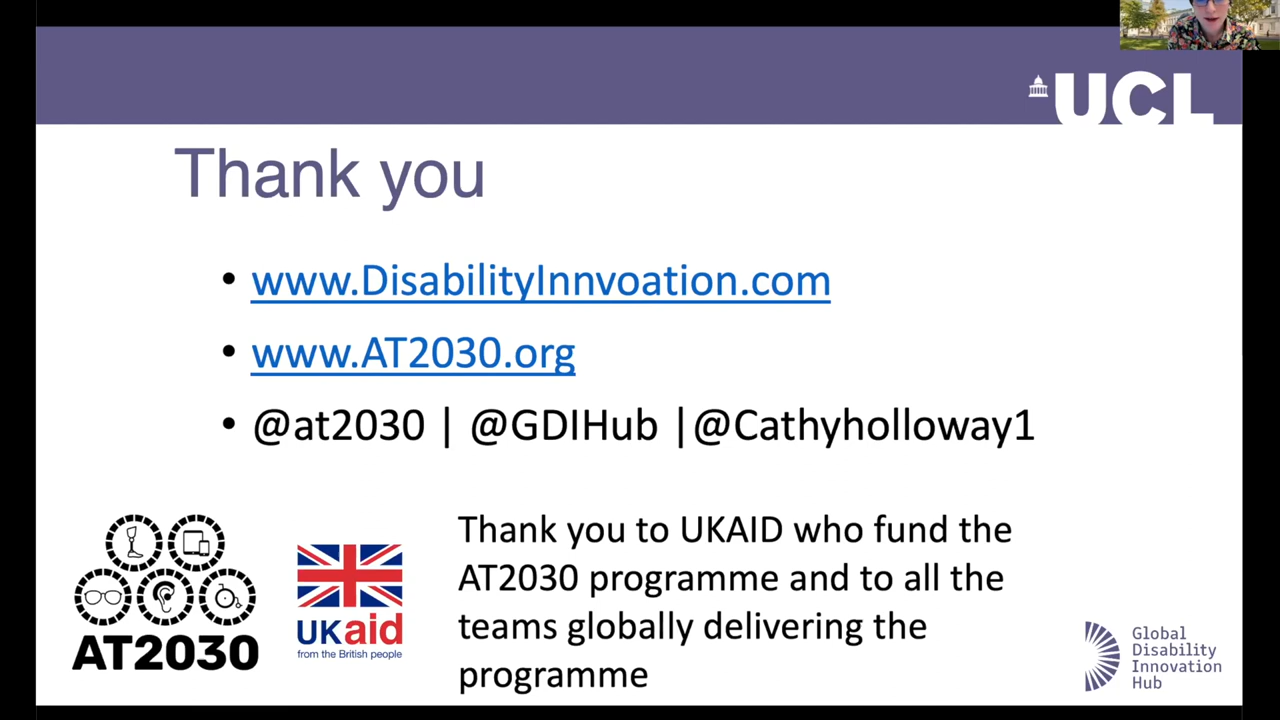 UCL
Thank you
• www.DisabilityInnvoation.com
• www.AT2030.org
• @at2030 | @GDIHub |@Cathyholloway1
Thank you to UKAID who fund the
AT2030 programme and to all the
teams globally delivering the
programme
AT2030
UKaid
from the British people
Global
Disability
Innovation
Hub